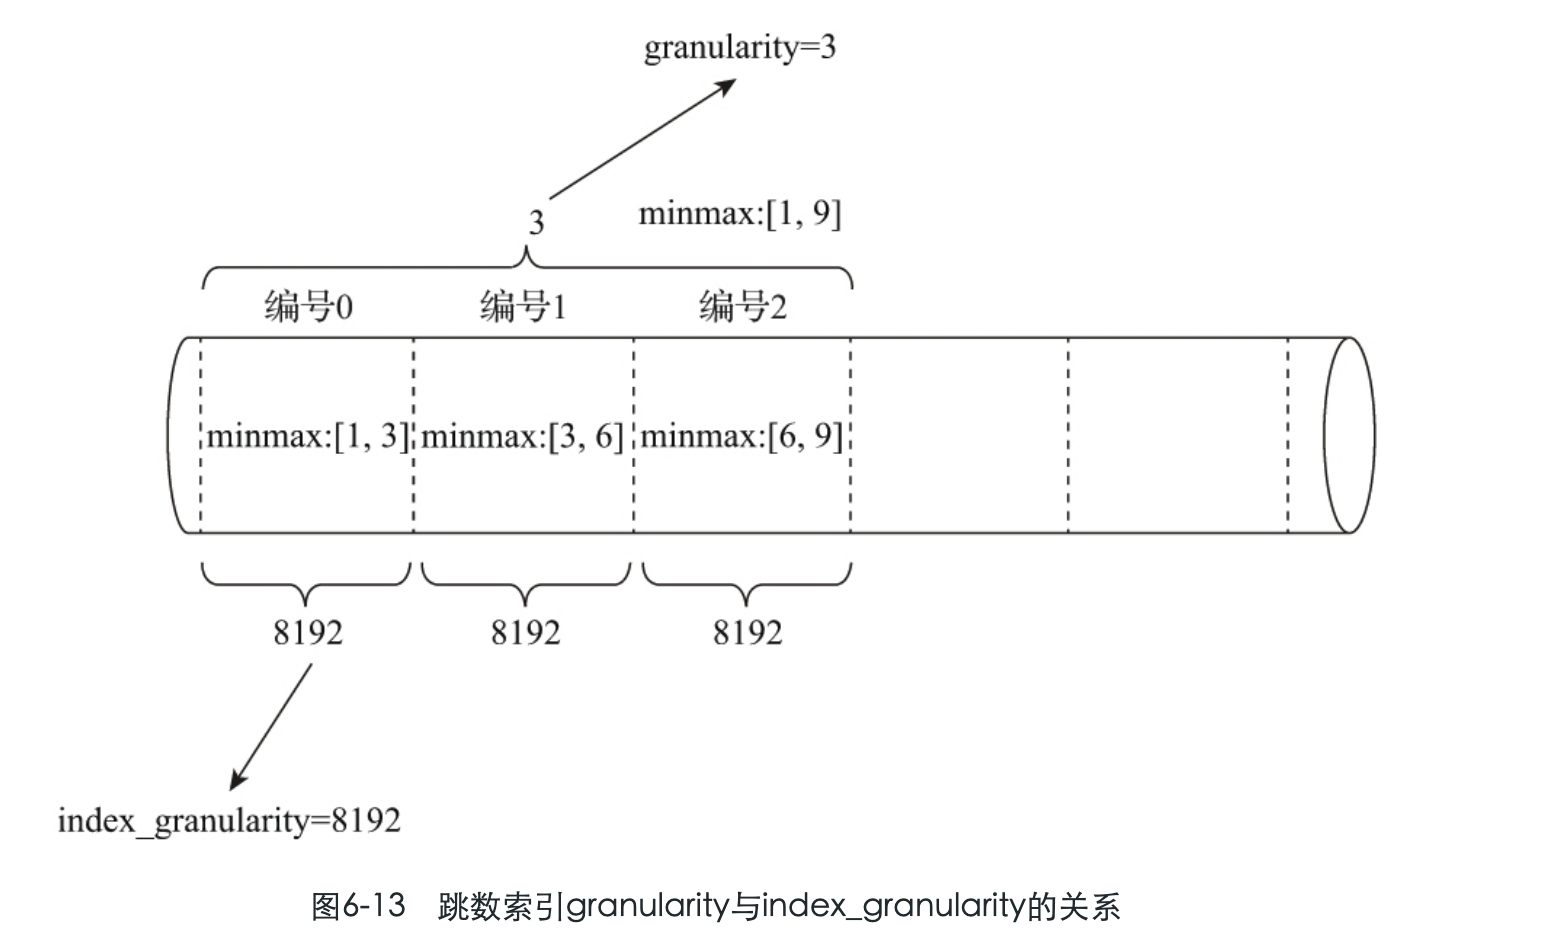 granularity=3
3 minmax:[1, 9]
编号0 编号1 编号2
minmax:[1, 3] minmax:[3, 6] minmax:[6, 9]
8192 8192 8192
index_granularity=8192
图6-13 跳数索引granularity与index_granularity的关系